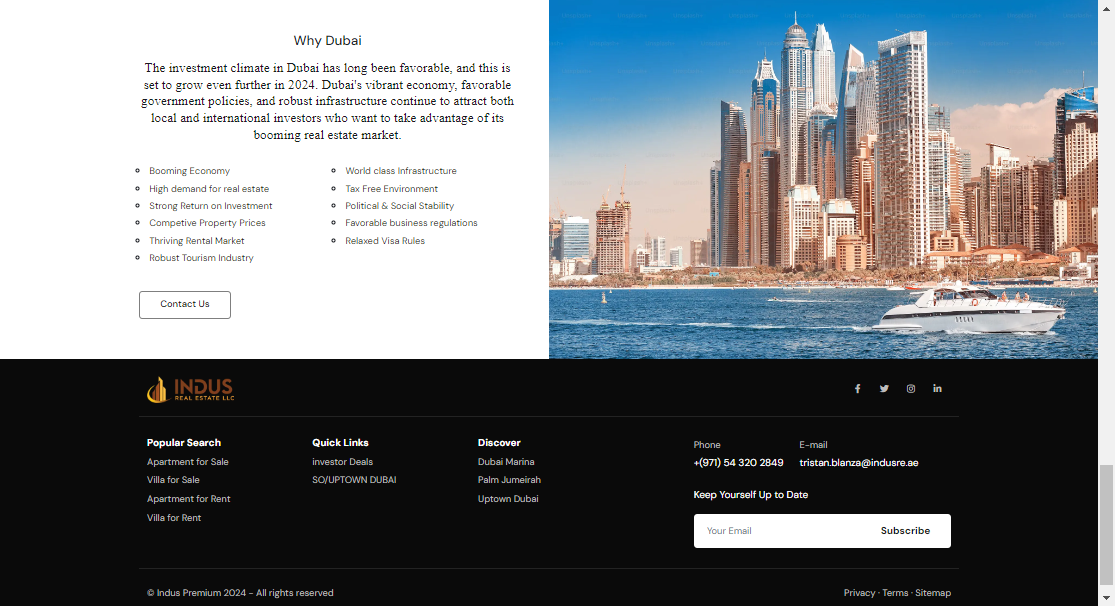 Why Dubai
The investment climate in Dubai has long been favorable, and this is
set to grow even further in 2024. Dubai's vibrant economy, favorable
government policies, and robust infrastructure continue to attract both
local and international investors who want to take advantage of its
booming real estate market.
Booming Economy
High demand for real estate
Strong Return on Investment
Competive Property Prices
Thriving Rental Market
Robust Tourism Industry
World class Infrastructure
Tax Free Environment
Political & Social Stability
Favorable business regulations
Relaxed Visa Rules
Contact Us
INDUS
REAL ESTATE LLC
Popular Search
Apartment for Sale
Villa for Sale
Apartment for Rent
Villa for Rent
Quick Links
investor Deals
SO/UPTOWN DUBAI
Discover
Dubai Marina
Palm Jumeirah
Uptown Dubai
Phone
+(971) 54 320 2849
E-mail
tristan.blanza@indusre.ae
Keep Yourself Up to Date
Your Email
Subscribe
© Indus Premium 2024 – All rights reserved
Privacy · Terms · Sitemap